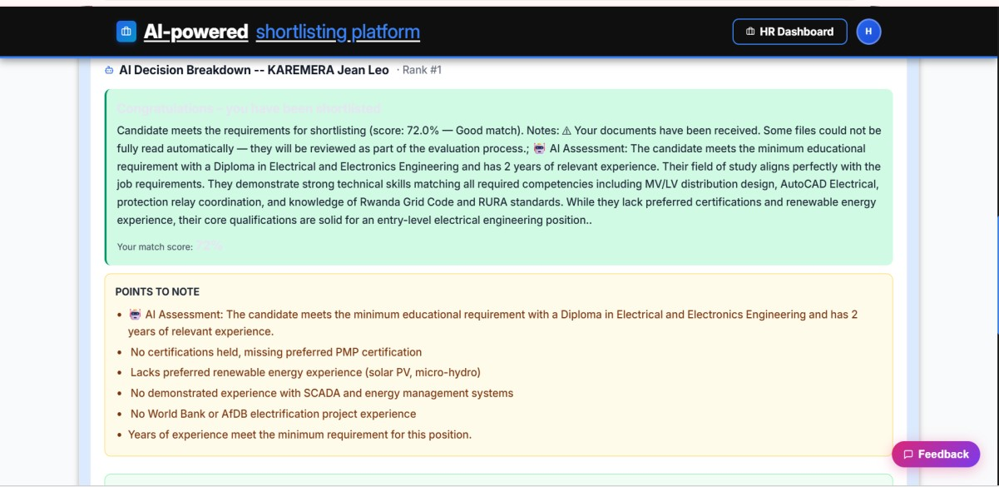 AI-powered shortlisting platform
HR Dashboard
H
AI Decision Breakdown -- KAREMERA Jean Leo · Rank #1
Congratulations - you have been shortlisted
Candidate meets the requirements for shortlisting (score: 72.0% — Good match). Notes: ⚠ Your documents have been received. Some files could not be
fully read automatically — they will be reviewed as part of the evaluation process.; 🤖 AI Assessment: The candidate meets the minimum educational
requirement with a Diploma in Electrical and Electronics Engineering and has 2 years of relevant experience. Their field of study aligns perfectly with the
job requirements. They demonstrate strong technical skills matching all required competencies including MV/LV distribution design, AutoCAD Electrical,
protection relay coordination, and knowledge of Rwanda Grid Code and RURA standards. While they lack preferred certifications and renewable energy
experience, their core qualifications are solid for an entry-level electrical engineering position..
Your match score: 72%
POINTS TO NOTE
• 🤖 AI Assessment: The candidate meets the minimum educational requirement with a Diploma in Electrical and Electronics Engineering and has 2
years of relevant experience.
• No certifications held, missing preferred PMP certification
• Lacks preferred renewable energy experience (solar PV, micro-hydro)
• No demonstrated experience with SCADA and energy management systems
• No World Bank or AfDB electrification project experience
• Years of experience meet the minimum requirement for this position.
Feedback